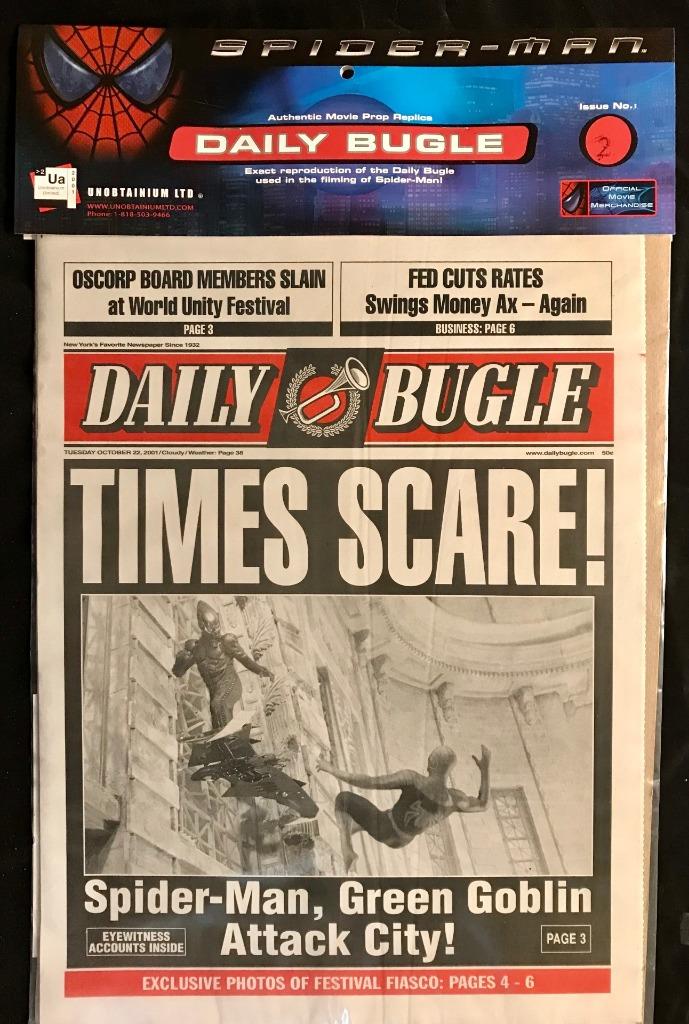 SPIDER-MAN
Authentic Movie Prop Replica
Issue No.:
DAILY BUGLE
2
Exact reproduction of the Daily Bugle
used in the filming of Spider-Man!
>2
Ua
2001
UNOBTAINIUM LTD ®
WWW.UNOBTAINIUMLTD.COM
Phone: 1-818-503-9466
OFFICIAL
MOVIE
MERCHANDISE
OSCORP BOARD MEMBERS SLAIN
at World Unity Festival
PAGE 3
FED CUTS RATES
Swings Money Ax – Again
BUSINESS: PAGE 6
New York's Favorite Newspaper Since 1932
DAILY BUGLE
TUESDAY OCTOBER 22, 2001/Cloudy/Weather: Page 38
www.dailybugle.com 50¢
TIMES SCARE!
Spider-Man, Green Goblin
Attack City!
EYEWITNESS
ACCOUNTS INSIDE
PAGE 3
EXCLUSIVE PHOTOS OF FESTIVAL FIASCO: PAGES 4 - 6